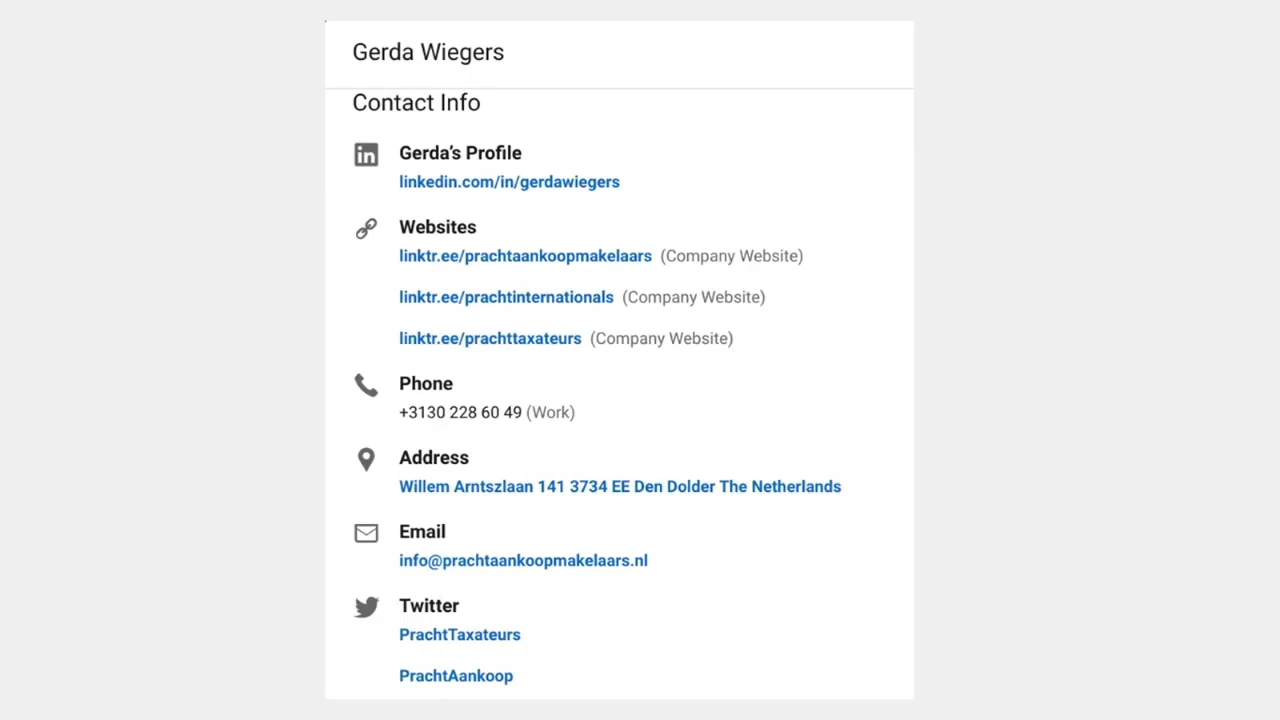 Gerda Wiegers
Contact Info
in
Gerda’s Profile
linkedin.com/in/gerdawiegers
Websites
linktr.ee/prachtaankoopmakelaars (Company Website)
linktr.ee/prachtinternationals (Company Website)
linktr.ee/prachttaxateurs (Company Website)
Phone
+3130 228 60 49 (Work)
Address
Willem Arntszlaan 141 3734 EE Den Dolder The Netherlands
Email
info@prachtaankoopmakelaars.nl
Twitter
PrachtTaxateurs
PrachtAankoop